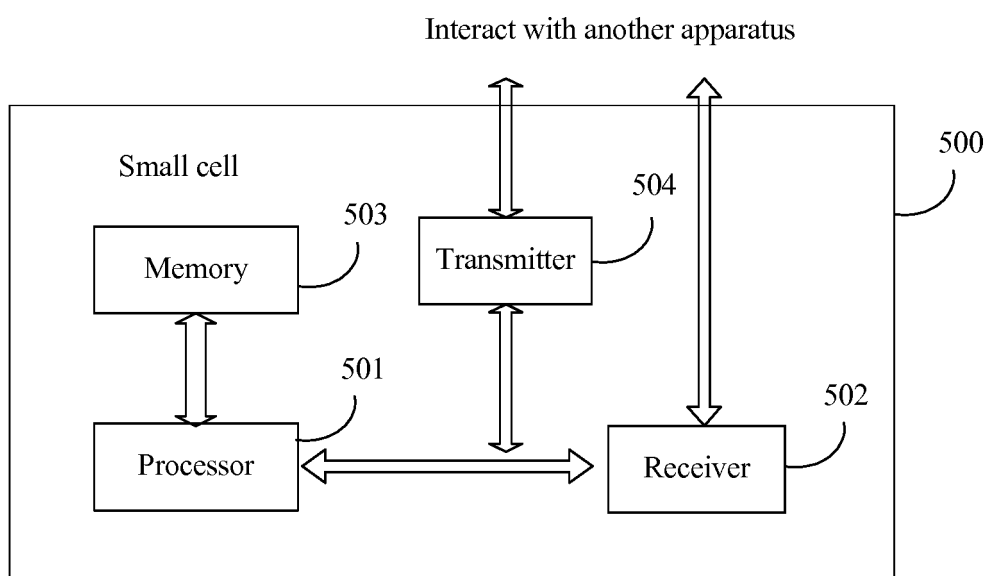 Interact with another apparatus
500
Small cell
504
503
Transmitter
Memory
501
502
Processor
Receiver